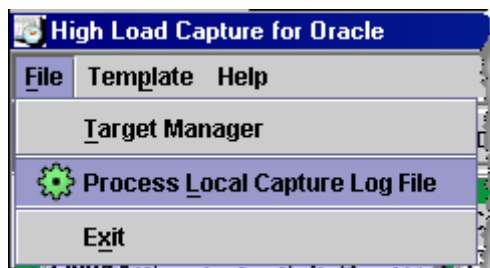 High Load Capture for Oracle
File Template Help
Target Manager
Process Local Capture Log File
Exit